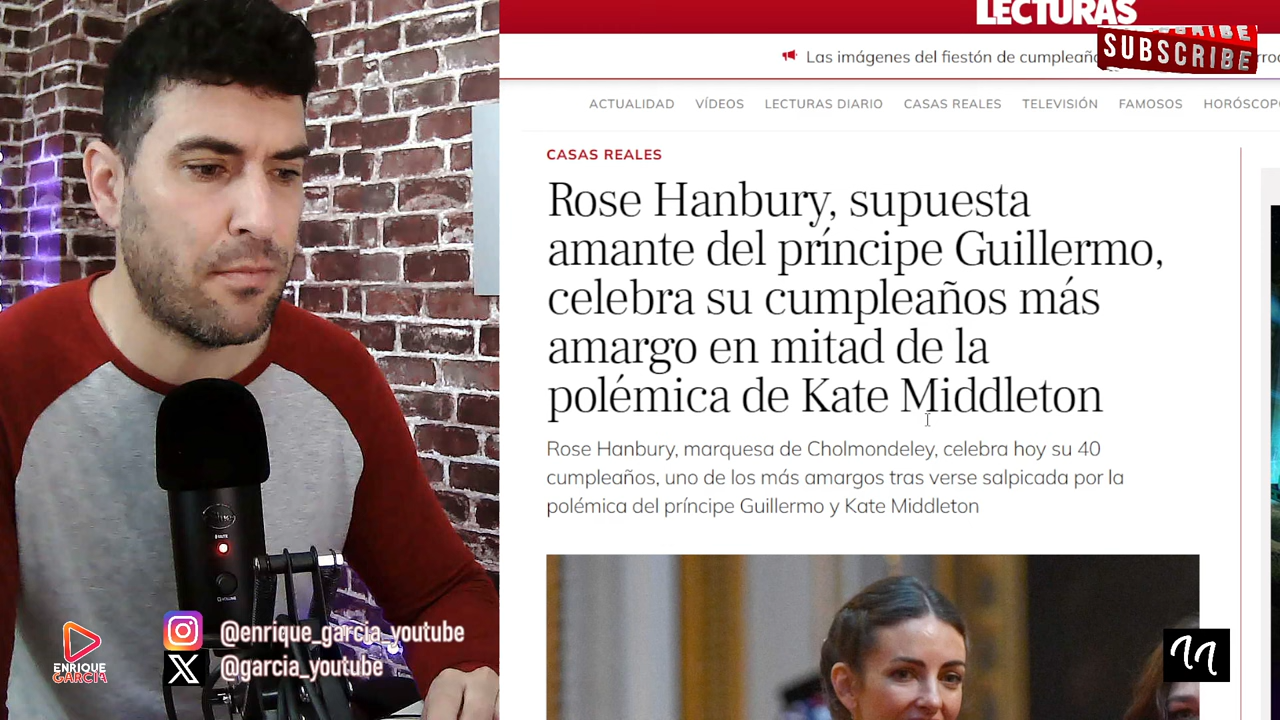 LECTURAS
SUBSCRIBE
Las imágenes del fiestón de cumpleaño
ACTUALIDAD VÍDEOS LECTURAS DIARIO CASAS REALES TELEVISIÓN FAMOSOS HORÓSCOPO
CASAS REALES
Rose Hanbury, supuesta
amante del príncipe Guillermo,
celebra su cumpleaños más
amargo en mitad de la
polémica de Kate Middleton
Rose Hanbury, marquesa de Cholmondeley, celebra hoy su 40
cumpleaños, uno de los más amargos tras verse salpicada por la
polémica del príncipe Guillermo y Kate Middleton
@enrique_garcia_youtube
@garcia_youtube
ENRIQUE
GARCIA